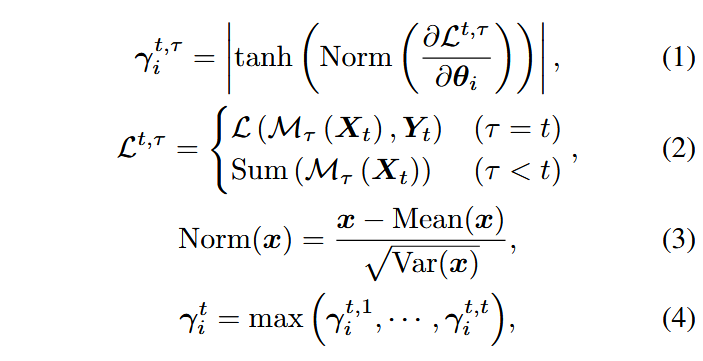 γ_i^{t,τ} = |tanh(Norm(∂ℒ^{t,τ}/∂θ_i))|, (1)
ℒ^{t,τ} = { ℒ(ℳ_τ(X_t), Y_t) (τ = t)
Sum(ℳ_τ(X_t)) (τ < t) , (2)
Norm(x) = (x − Mean(x))/√Var(x), (3)
γ_i^t = max(γ_i^{t,1}, ⋯, γ_i^{t,t}), (4)